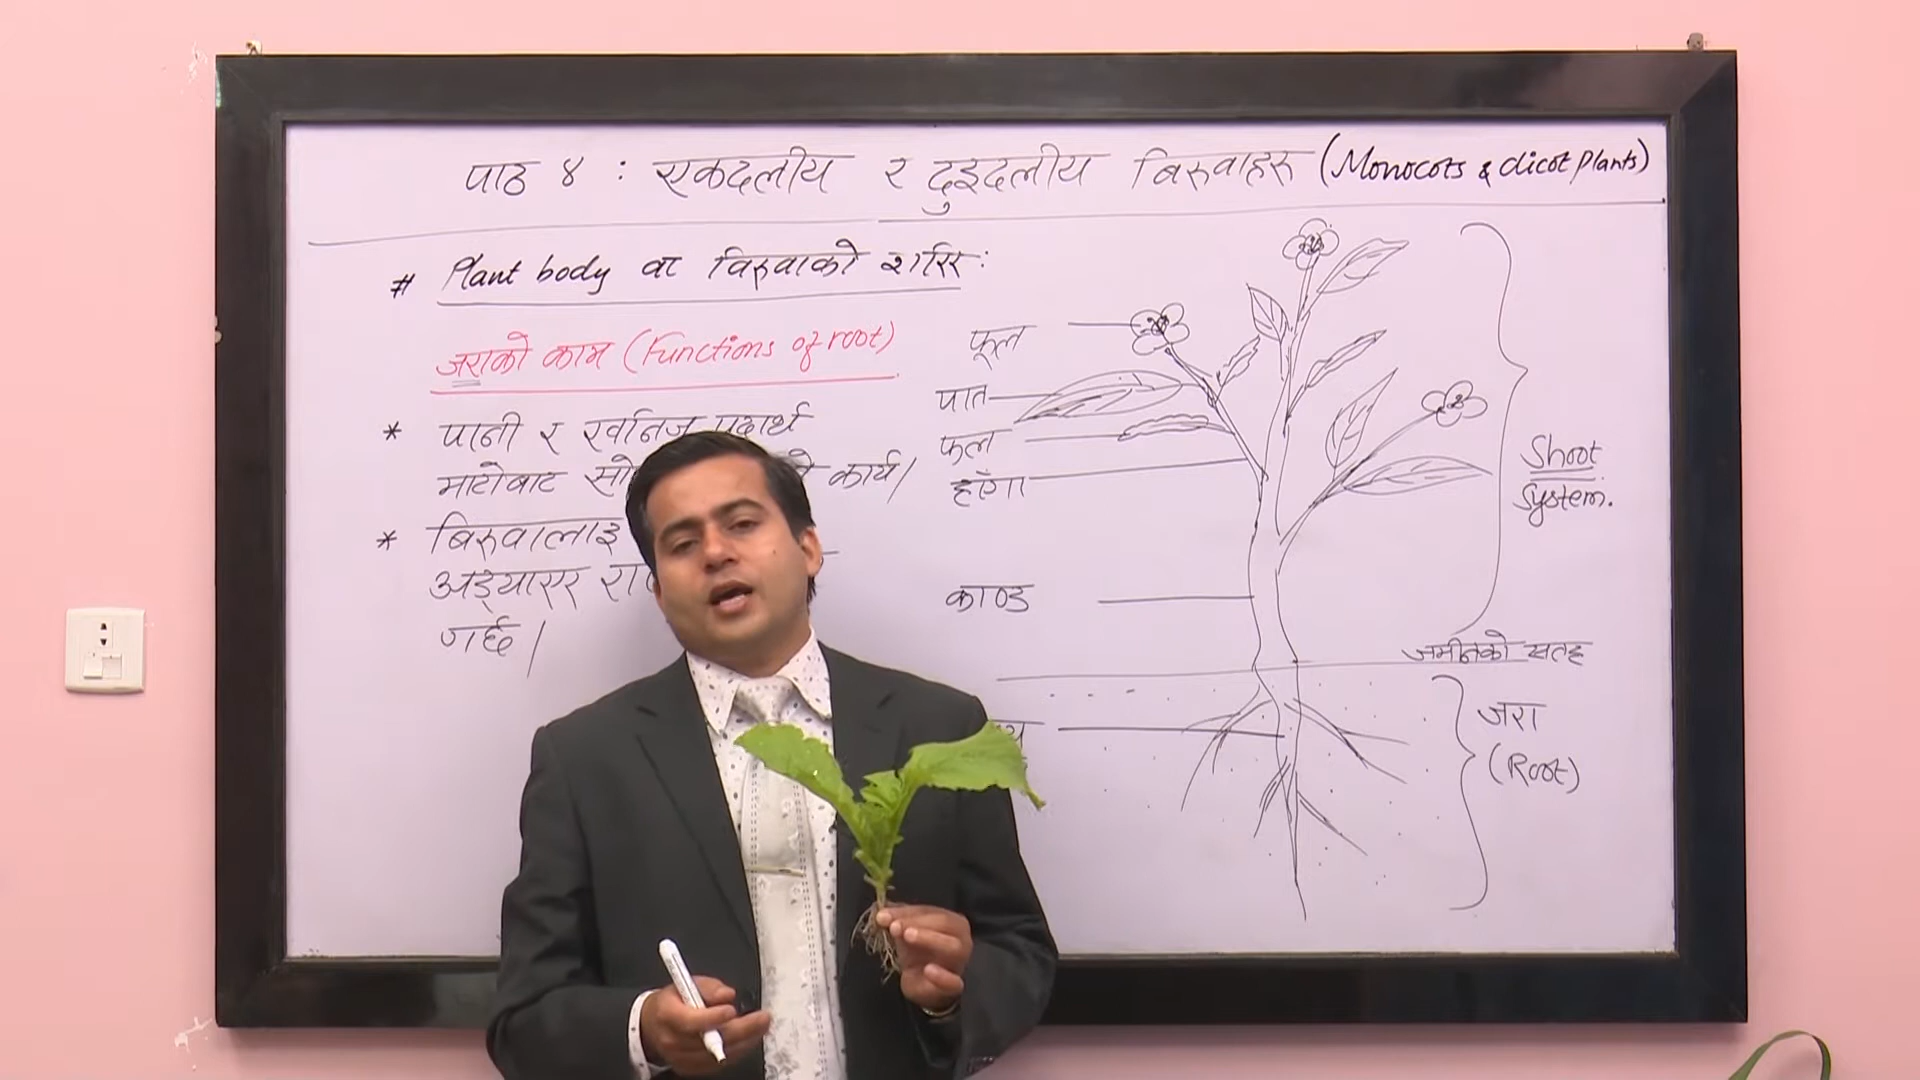 पाठ ४ : एकदलीय र दुइदलीय बिरुवाहरु (Monocots & dicot plants)
# Plant body वा विरुवाको शरिर :
जराको काम (Functions of root)
* पानी र खनिज पदार्थ
माटोबाट कार्य।
* बिरुवालाइ
अड्याएर
गर्छ।
फूल
पात
फल
हाँगा
काण्ड
Shoot
System.
जमीनको सतह
जरा
(Root)